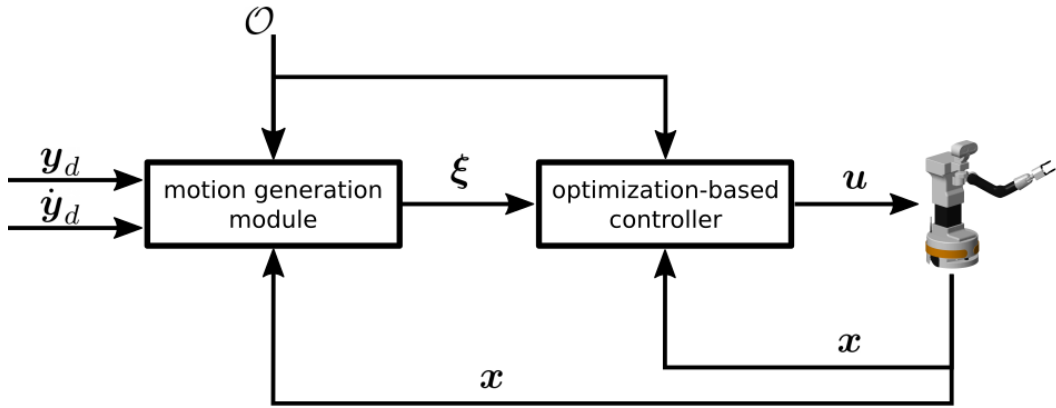 𝒪
𝒚_d
𝒚̇_d
motion generation
module
𝝃
optimization-based
controller
𝒖
𝒙
𝒙